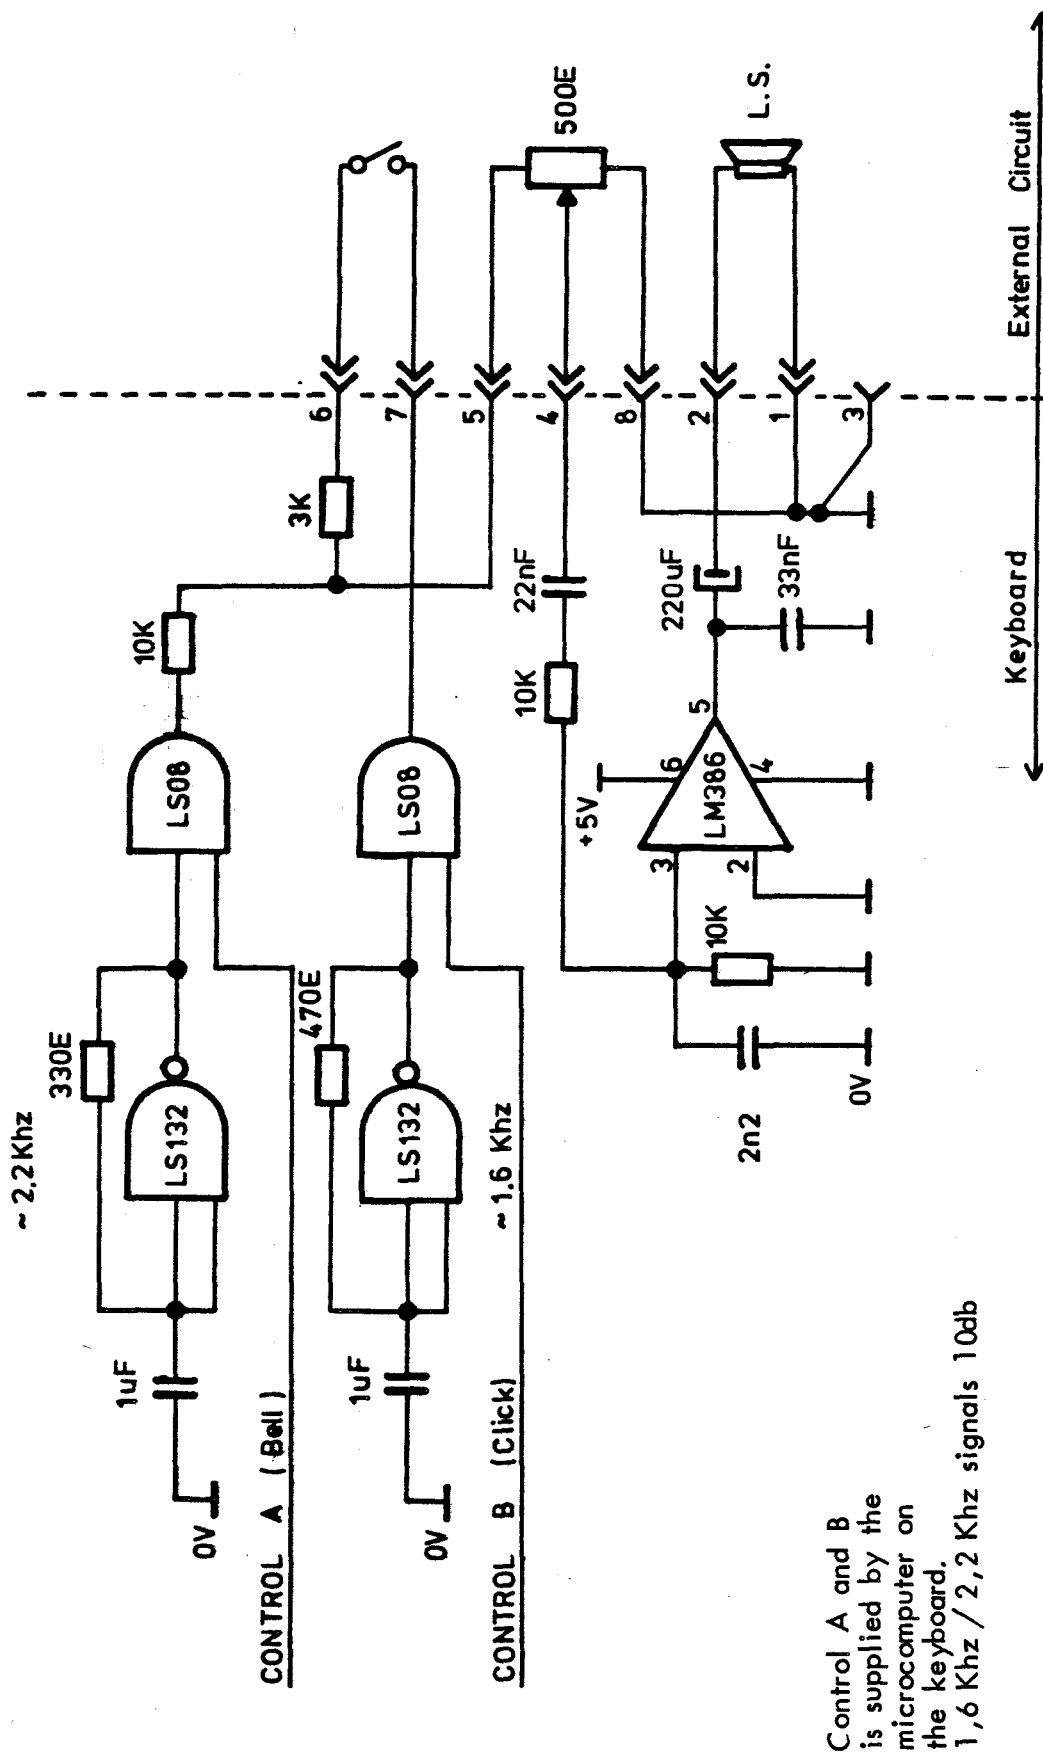 ~ 2,2 Khz
330E
1uF
LS132
LS08
10K
0V
CONTROL A (Bell)
3K
6
470E
1uF
LS132
LS08
7
0V
CONTROL B (Click)
~ 1.6 Khz
5
10K
22nF
4
500E
+5V
8
3
6
5
220uF
2
LM386
2
4
10K
2n2
33nF
1
L.S.
0V
3
Control A and B
is supplied by the
microcomputer on
the keyboard.
1,6 Khz / 2,2 Khz signals 10db
Keyboard
External Circuit